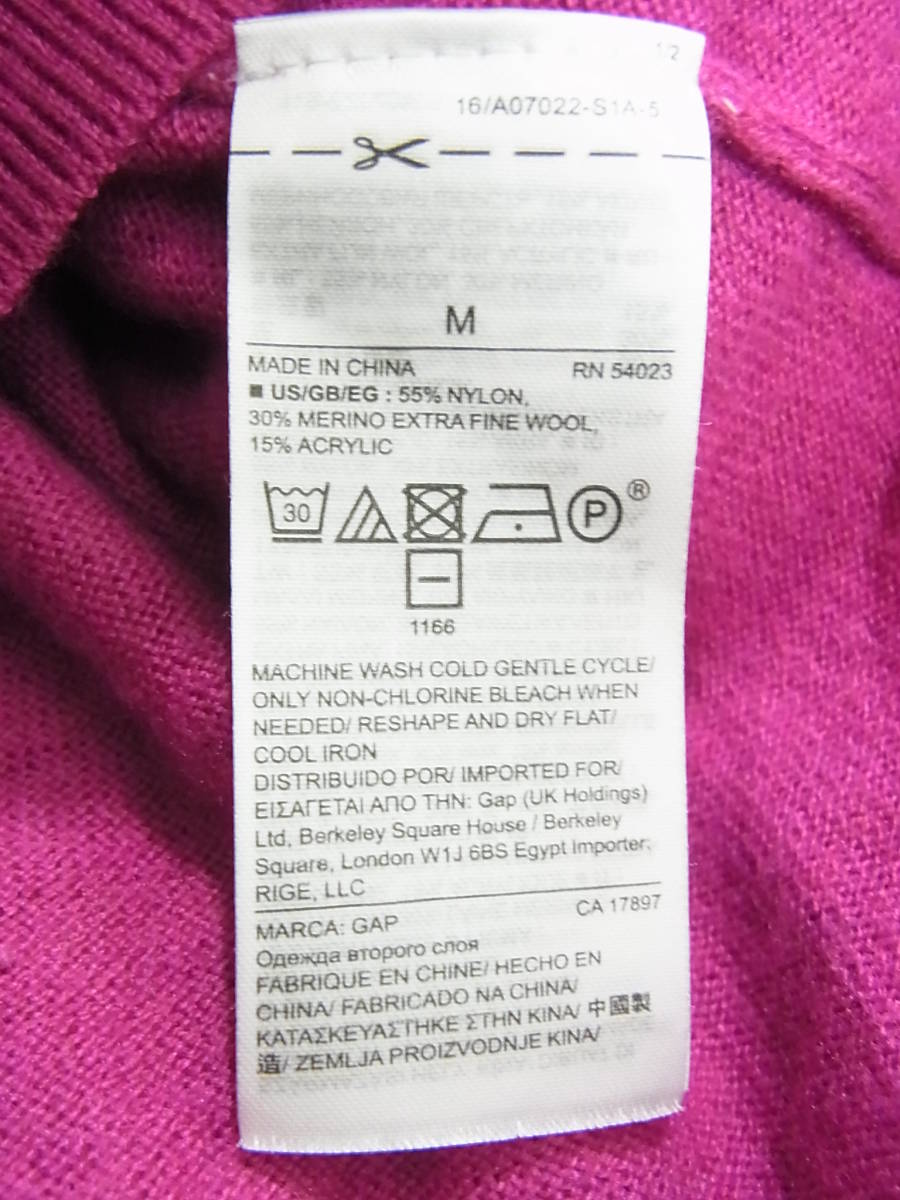 1/2
16/A07022-S1A-5
M
MADE IN CHINA RN 54023
■ US/GB/EG : 55% NYLON,
30% MERINO EXTRA FINE WOOL,
15% ACRYLIC
30 P ®
1166
MACHINE WASH COLD GENTLE CYCLE/
ONLY NON-CHLORINE BLEACH WHEN
NEEDED/ RESHAPE AND DRY FLAT/
COOL IRON
DISTRIBUIDO POR/ IMPORTED FOR/
ΕΙΣΑΓΕΤΑΙ ΑΠΟ ΤΗΝ: Gap (UK Holdings)
Ltd, Berkeley Square House / Berkeley
Square, London W1J 6BS Egypt importer:
RIGE, LLC
MARCA: GAP CA 17897
Одежда второго слоя
FABRIQUE EN CHINE/ HECHO EN
CHINA/ FABRICADO NA CHINA/
ΚΑΤΑΣΚΕΥΑΣΤΗΚΕ ΣΤΗΝ ΚΙΝΑ/ 中國製
造/ ZEMLJA PROIZVODNJE KINA/